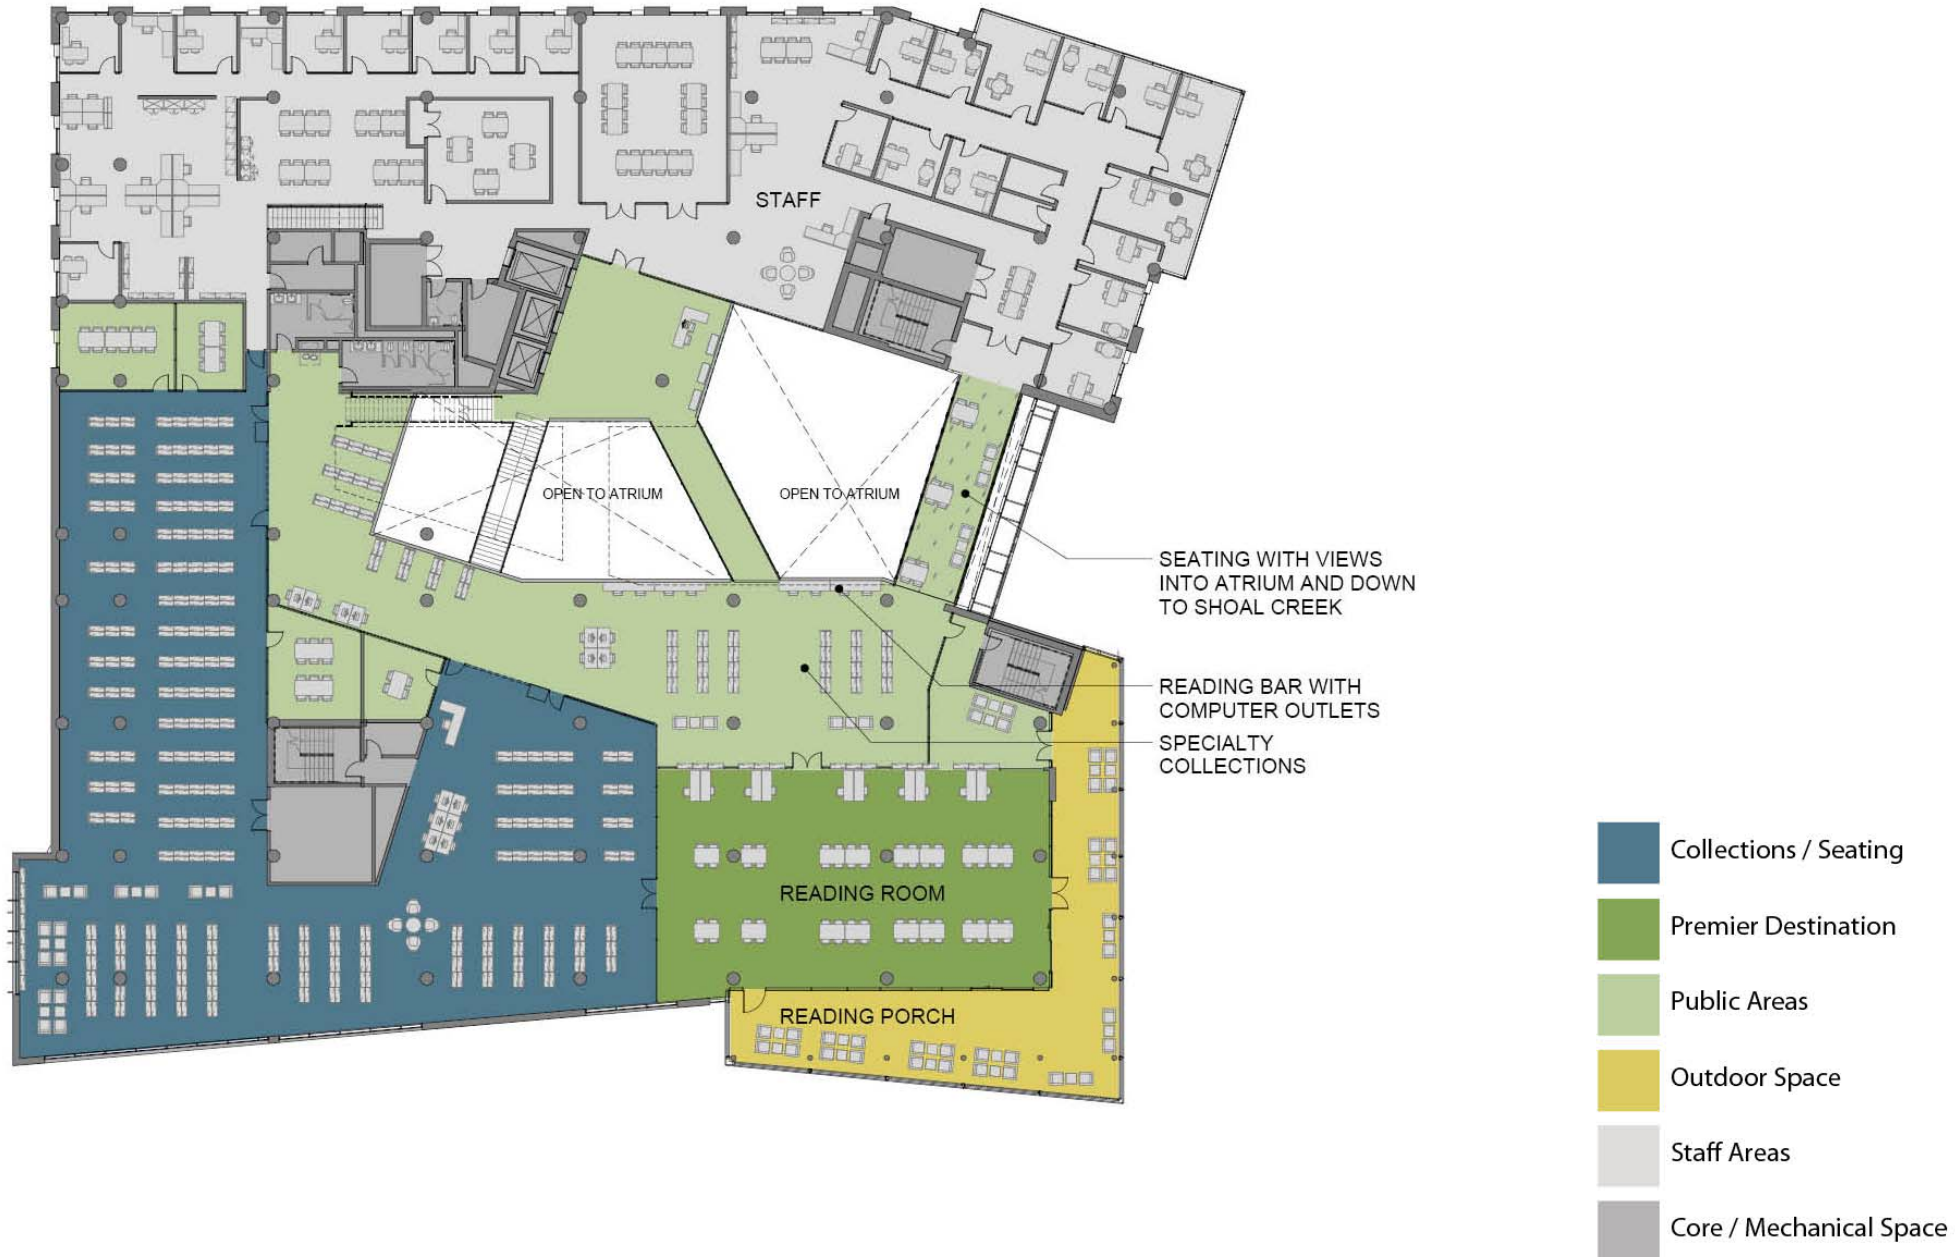 STAFF
OPEN TO ATRIUM
OPEN TO ATRIUM
SEATING WITH VIEWS
INTO ATRIUM AND DOWN
TO SHOAL CREEK
READING BAR WITH
COMPUTER OUTLETS
SPECIALTY
COLLECTIONS
READING ROOM
READING PORCH
Collections / Seating
Premier Destination
Public Areas
Outdoor Space
Staff Areas
Core / Mechanical Space